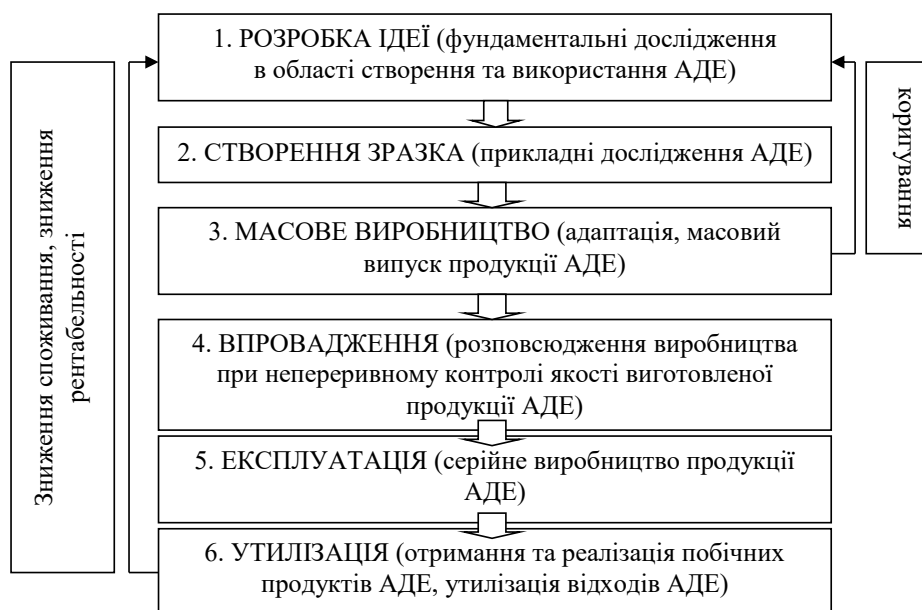 1. РОЗРОБКА ІДЕЇ (фундаментальні дослідження
в області створення та використання АДЕ)
2. СТВОРЕННЯ ЗРАЗКА (прикладні дослідження АДЕ)
3. МАСОВЕ ВИРОБНИЦТВО (адаптація, масовий
випуск продукції АДЕ)
4. ВПРОВАДЖЕННЯ (розповсюдження виробництва
при непереривному контролі якості виготовленої
продукції АДЕ)
5. ЕКСПЛУАТАЦІЯ (серійне виробництво продукції
АДЕ)
6. УТИЛІЗАЦІЯ (отримання та реалізація побічних
продуктів АДЕ, утилізація відходів АДЕ)
Зниження споживання, зниження
рентабельності
коригування